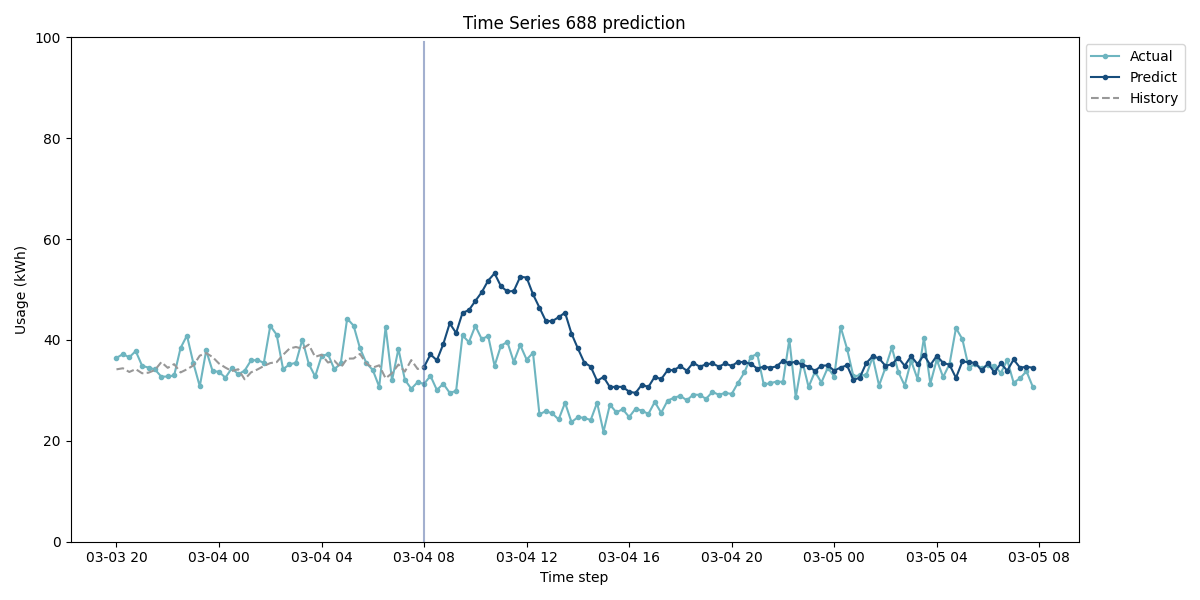 Time Series 688 prediction
100
80
60
40
20
0
Usage (kWh)
03-03 20
03-04 00
03-04 04
03-04 08
03-04 12
03-04 16
03-04 20
03-05 00
03-05 04
03-05 08
Time step
Actual
Predict
History